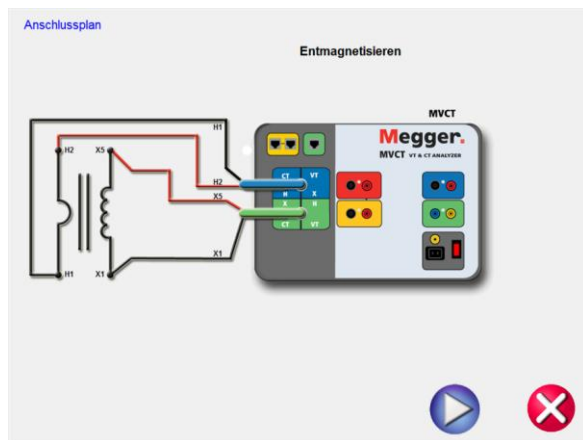 Anschlussplan
Entmagnetisieren
MVCT
Megger.
MVCT VT & CT ANALYZER
H1
H2
X5
H2
X5
X1
H1
X1
CT VT
H X
X H
CT VT